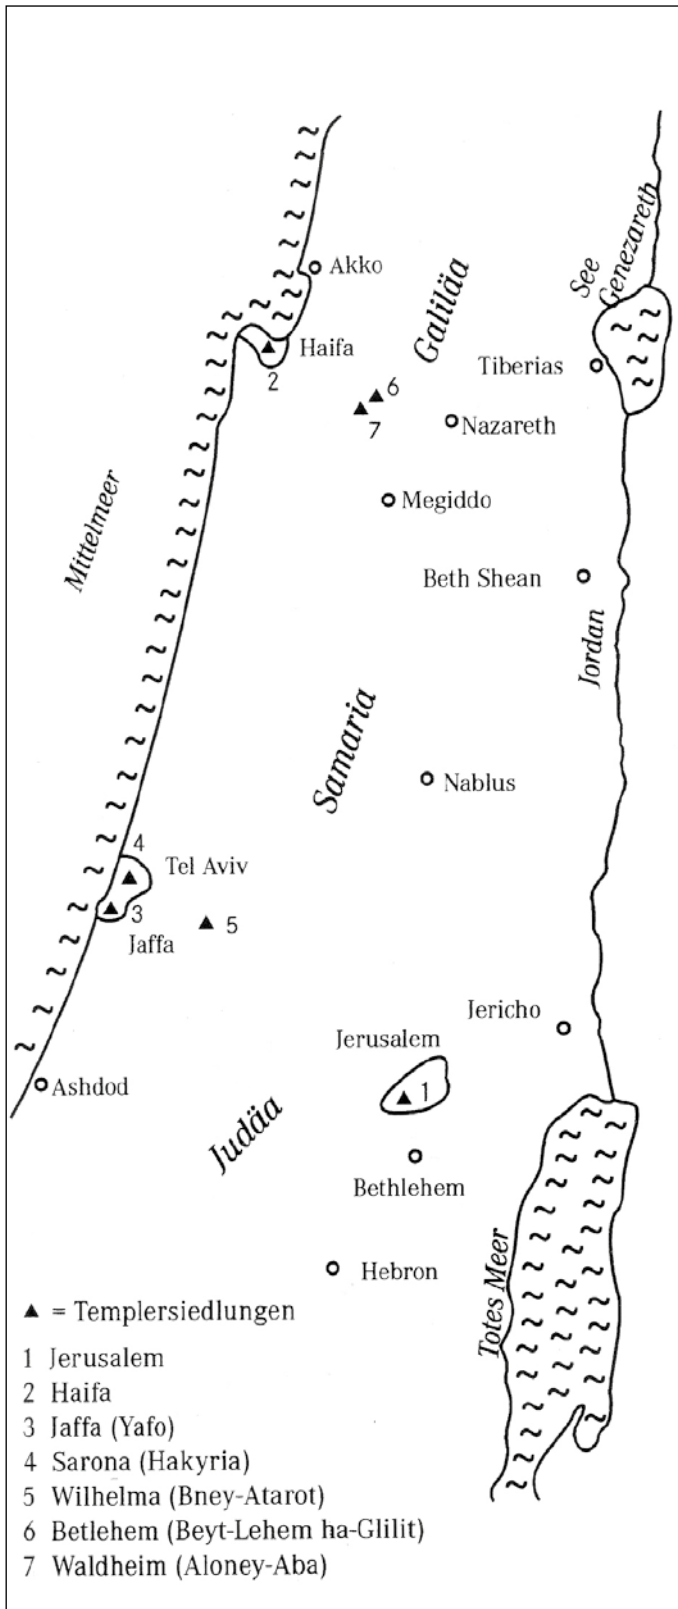 Akko
Galiläa
See
Genezareth
Haifa
2
Tiberias
6
7
Nazareth
Megiddo
Mittelmeer
Beth Shean
Jordan
Samaria
Nablus
4
Tel Aviv
3
5
Jaffa
Jericho
Jerusalem
1
Ashdod
Judäa
Bethlehem
Hebron
Totes Meer
▲ = Templersiedlungen
1 Jerusalem
2 Haifa
3 Jaffa (Yafo)
4 Sarona (Hakyria)
5 Wilhelma (Bney-Atarot)
6 Betlehem (Beyt-Lehem ha-Glilit)
7 Waldheim (Aloney-Aba)